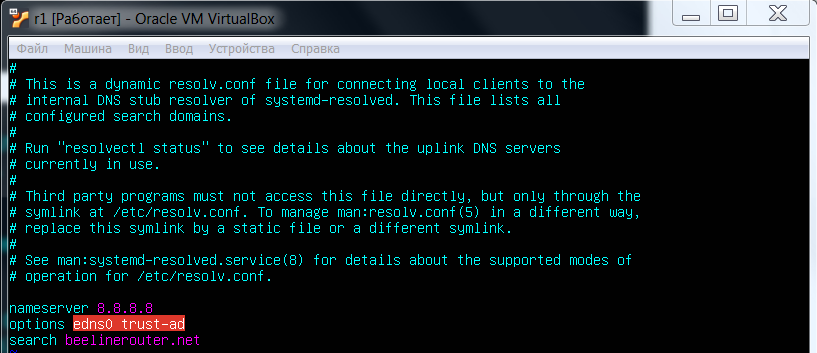 r1 [Работает] - Oracle VM VirtualBox
Файл Машина Вид Ввод Устройства Справка
#
# This is a dynamic resolv.conf file for connecting local clients to the
# internal DNS stub resolver of systemd-resolved. This file lists all
# configured search domains.
#
# Run "resolvectl status" to see details about the uplink DNS servers
# currently in use.
#
# Third party programs must not access this file directly, but only through the
# symlink at /etc/resolv.conf. To manage man:resolv.conf(5) in a different way,
# replace this symlink by a static file or a different symlink.
#
# See man:systemd-resolved.service(8) for details about the supported modes of
# operation for /etc/resolv.conf.
nameserver 8.8.8.8
options edns0 trust-ad
search beelinerouter.net